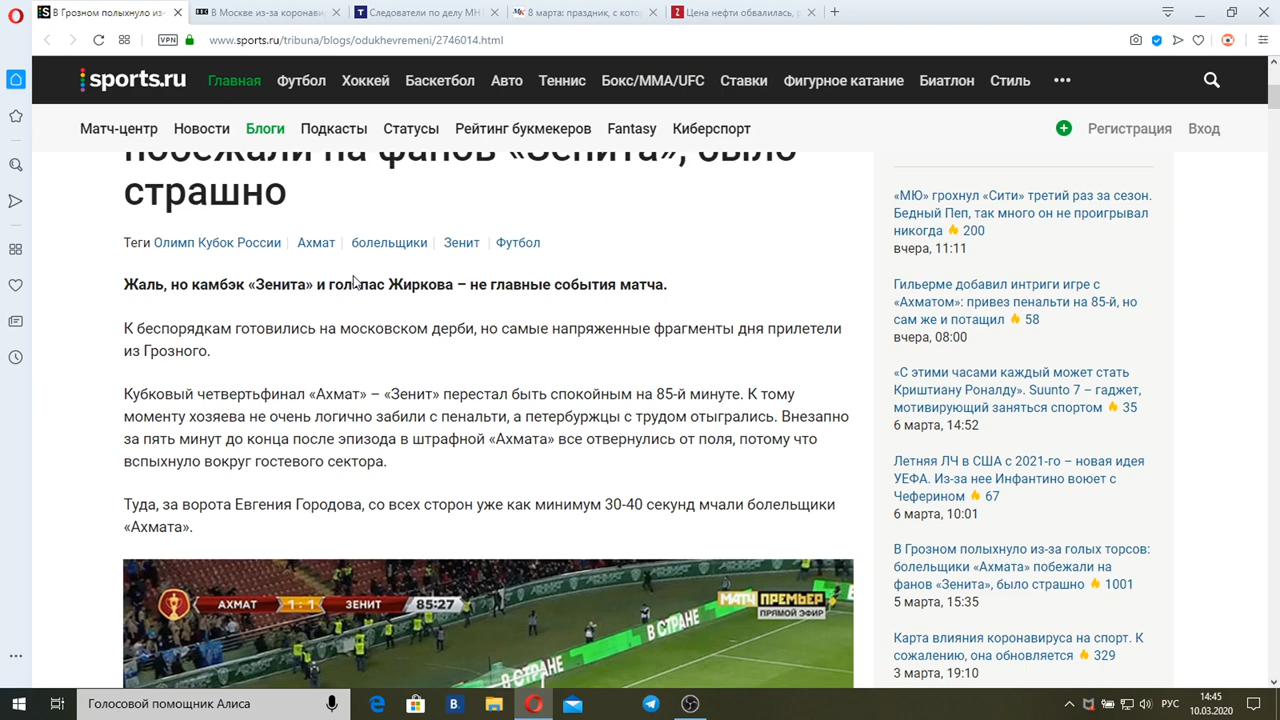 В Грозном полыхнуло из-
В Москве из-за коронави
Следователи по делу MH
8 марта: праздник, с кото
Цена нефти обвалилась, р
VPN
www.sports.ru/tribuna/blogs/odukhevremeni/2746014.html
sports.ru
Главная Футбол Хоккей Баскетбол Авто Теннис Бокс/MMA/UFC Ставки Фигурное катание Биатлон Стиль
Матч-центр Новости Блоги Подкасты Статусы Рейтинг букмекеров Fantasy Киберспорт Регистрация Вход
побежали на фанов «Зенита», было
страшно
Теги Олимп Кубок России Ахмат болельщики Зенит Футбол
Жаль, но камбэк «Зенита» и гол+пас Жиркова – не главные события матча.
К беспорядкам готовились на московском дерби, но самые напряженные фрагменты дня прилетели
из Грозного.
Кубковый четвертьфинал «Ахмат» – «Зенит» перестал быть спокойным на 85-й минуте. К тому
моменту хозяева не очень логично забили с пенальти, а петербуржцы с трудом отыгрались. Внезапно
за пять минут до конца после эпизода в штрафной «Ахмата» все отвернулись от поля, потому что
вспыхнуло вокруг гостевого сектора.
Туда, за ворота Евгения Городова, со всех сторон уже как минимум 30-40 секунд мчали болельщики
«Ахмата».
АХМАТ 1:1 ЗЕНИТ 85:27
МАТЧ ПРЕМЬЕР
ПРЯМОЙ ЭФИР
В СТРАНЕ
В СТРАНЕ
«МЮ» грохнул «Сити» третий раз за сезон.
Бедный Пеп, так много он не проигрывал
никогда 200
вчера, 11:11
Гильерме добавил интриги игре с
«Ахматом»: привез пенальти на 85-й, но
сам же и потащил 58
вчера, 08:00
«С этими часами каждый может стать
Криштиану Роналду». Suunto 7 – гаджет,
мотивирующий заняться спортом 35
6 марта, 14:52
Летняя ЛЧ в США с 2021-го – новая идея
УЕФА. Из-за нее Инфантино воюет с
Чеферином 67
6 марта, 10:01
В Грозном полыхнуло из-за голых торсов:
болельщики «Ахмата» побежали на
фанов «Зенита», было страшно 1001
5 марта, 15:35
Карта влияния коронавируса на спорт. К
сожалению, она обновляется 329
3 марта, 19:10
Голосовой помощник Алиса
РУС
14:45
10.03.2020